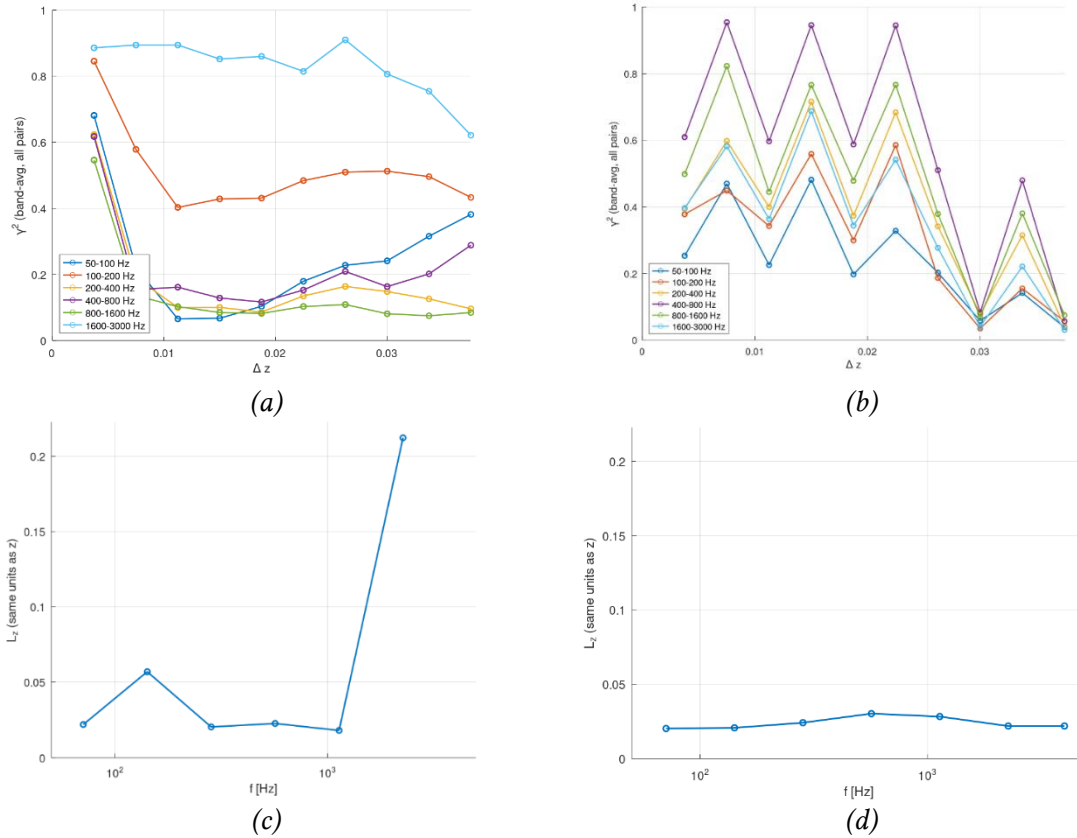 1
0.8
0.6
0.4
0.2
0
γ² (band-avg, all pairs)
50-100 Hz
100-200 Hz
200-400 Hz
400-800 Hz
800-1600 Hz
1600-3000 Hz
0
0.01
0.02
0.03
Δ z
(a)
1
0.8
0.6
0.4
0.2
0
γ² (band-avg, all pairs)
50-100 Hz
100-200 Hz
200-400 Hz
400-800 Hz
800-1600 Hz
1600-3000 Hz
0
0.01
0.02
0.03
Δ z
(b)
0.2
0.15
0.1
0.05
0
L_z (same units as z)
10²
10³
f [Hz]
(c)
0.2
0.15
0.1
0.05
0
L_z (same units as z)
10²
10³
f [Hz]
(d)